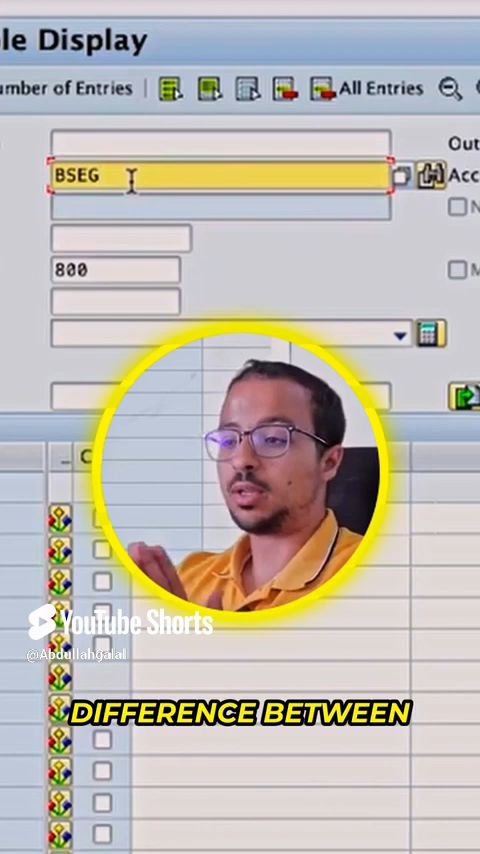 le Display
umber of Entries
All Entries
Out
BSEG
Acc
N
800
M
YouTube Shorts
@Abdullahgalal
DIFFERENCE BETWEEN